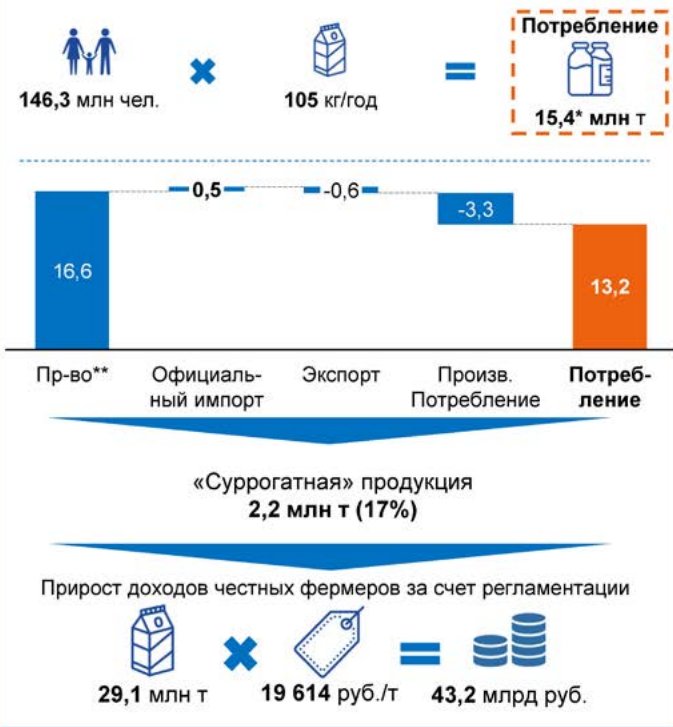 Потребление
146,3 млн чел.
105 кг/год
15,4* млн т
0,5
-0,6
-3,3
16,6
13,2
Пр-во**
Официаль-
ный импорт
Экспорт
Произв.
Потребление
Потреб-
ление
«Суррогатная» продукция
2,2 млн т (17%)
Прирост доходов честных фермеров за счет регламентации
29,1 млн т
19 614 руб./т
43,2 млрд руб.